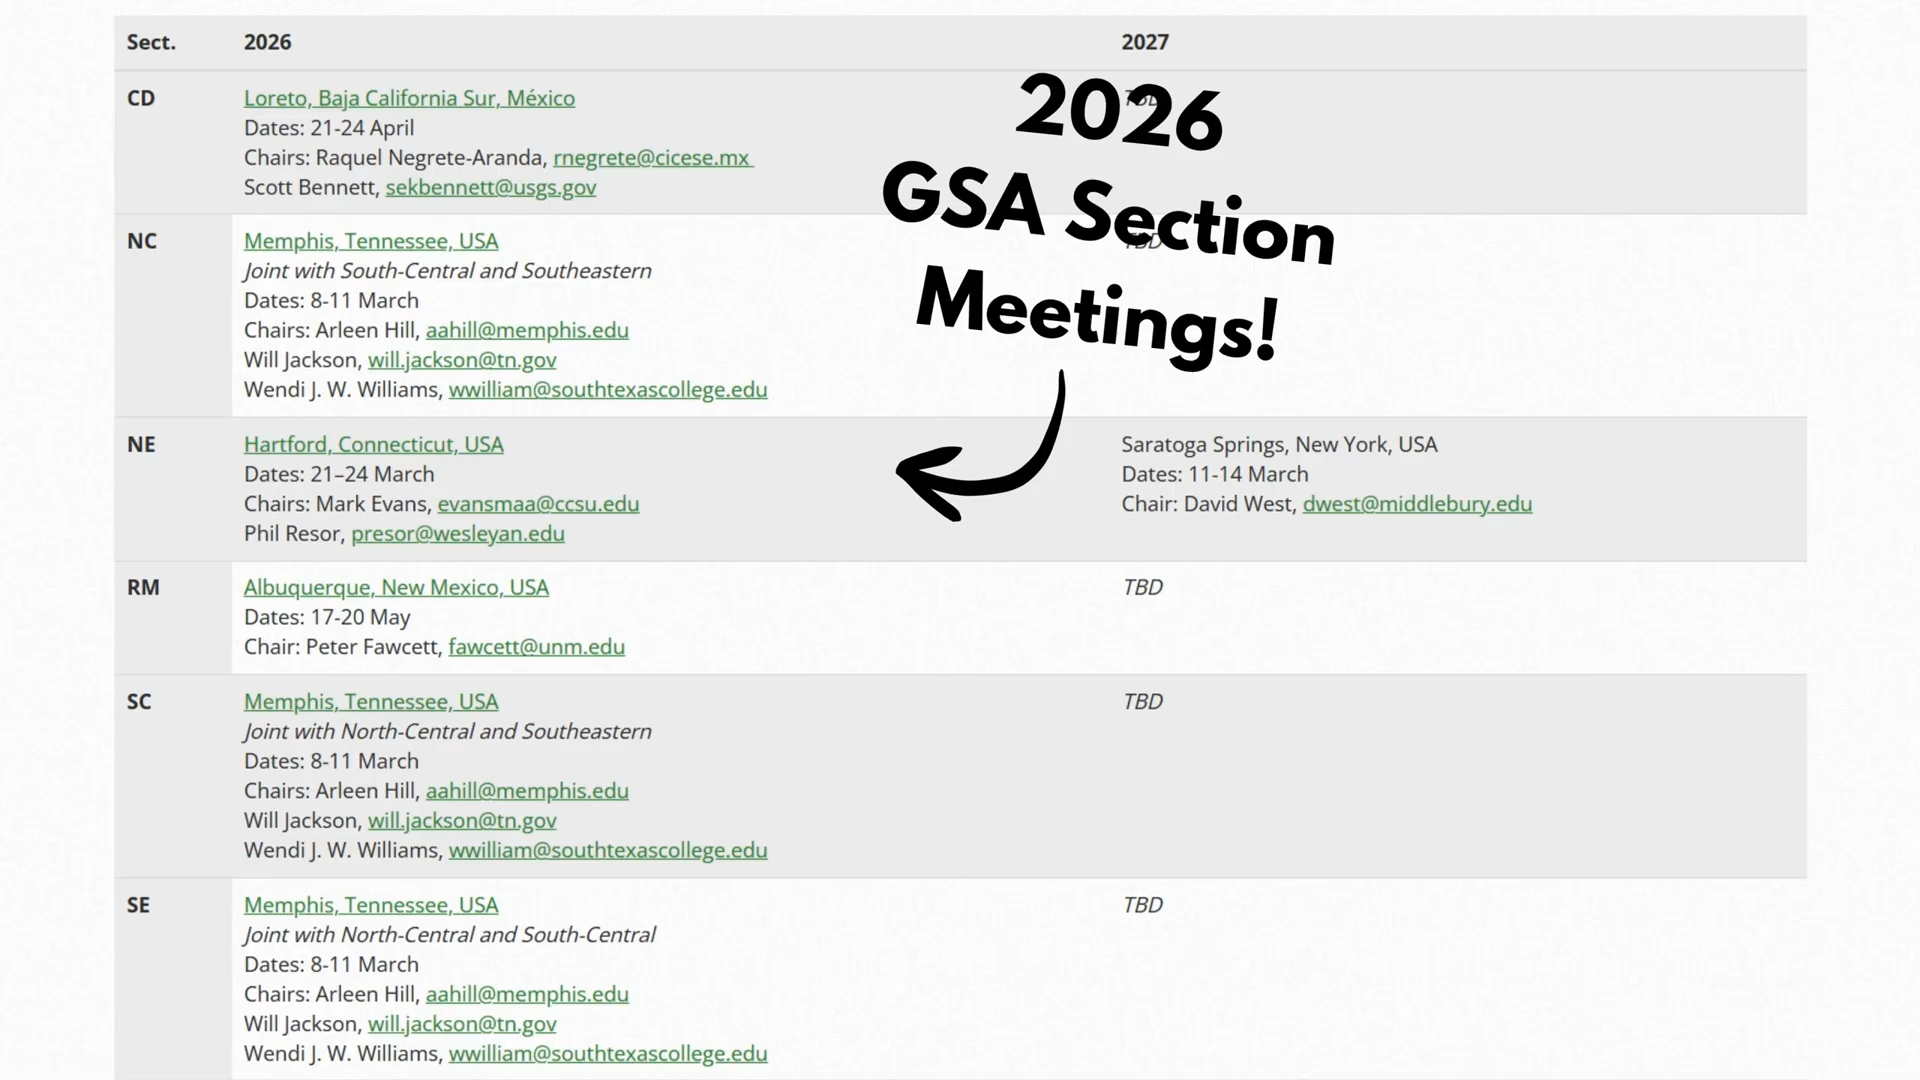 Sect. 2026 2027
CD
Loreto, Baja California Sur, México
Dates: 21-24 April
Chairs: Raquel Negrete-Aranda, rnegrete@cicese.mx
Scott Bennett, sekbennett@usgs.gov
TBD
2026
GSA Section
Meetings!
NC
Memphis, Tennessee, USA
Joint with South-Central and Southeastern
Dates: 8-11 March
Chairs: Arleen Hill, aahill@memphis.edu
Will Jackson, will.jackson@tn.gov
Wendi J. W. Williams, wwilliam@southtexascollege.edu
TBD
NE
Hartford, Connecticut, USA
Dates: 21–24 March
Chairs: Mark Evans, evansmaa@ccsu.edu
Phil Resor, presor@wesleyan.edu
Saratoga Springs, New York, USA
Dates: 11-14 March
Chair: David West, dwest@middlebury.edu
RM
Albuquerque, New Mexico, USA
Dates: 17-20 May
Chair: Peter Fawcett, fawcett@unm.edu
TBD
SC
Memphis, Tennessee, USA
Joint with North-Central and Southeastern
Dates: 8-11 March
Chairs: Arleen Hill, aahill@memphis.edu
Will Jackson, will.jackson@tn.gov
Wendi J. W. Williams, wwilliam@southtexascollege.edu
TBD
SE
Memphis, Tennessee, USA
Joint with North-Central and South-Central
Dates: 8-11 March
Chairs: Arleen Hill, aahill@memphis.edu
Will Jackson, will.jackson@tn.gov
Wendi J. W. Williams, wwilliam@southtexascollege.edu
TBD